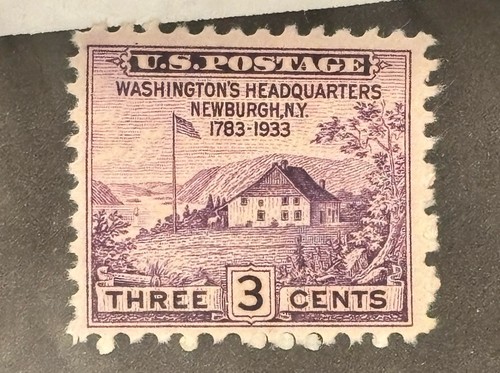 U.S. POSTAGE
WASHINGTON'S HEADQUARTERS
NEWBURGH, N.Y.
1783-1933
THREE 3 CENTS